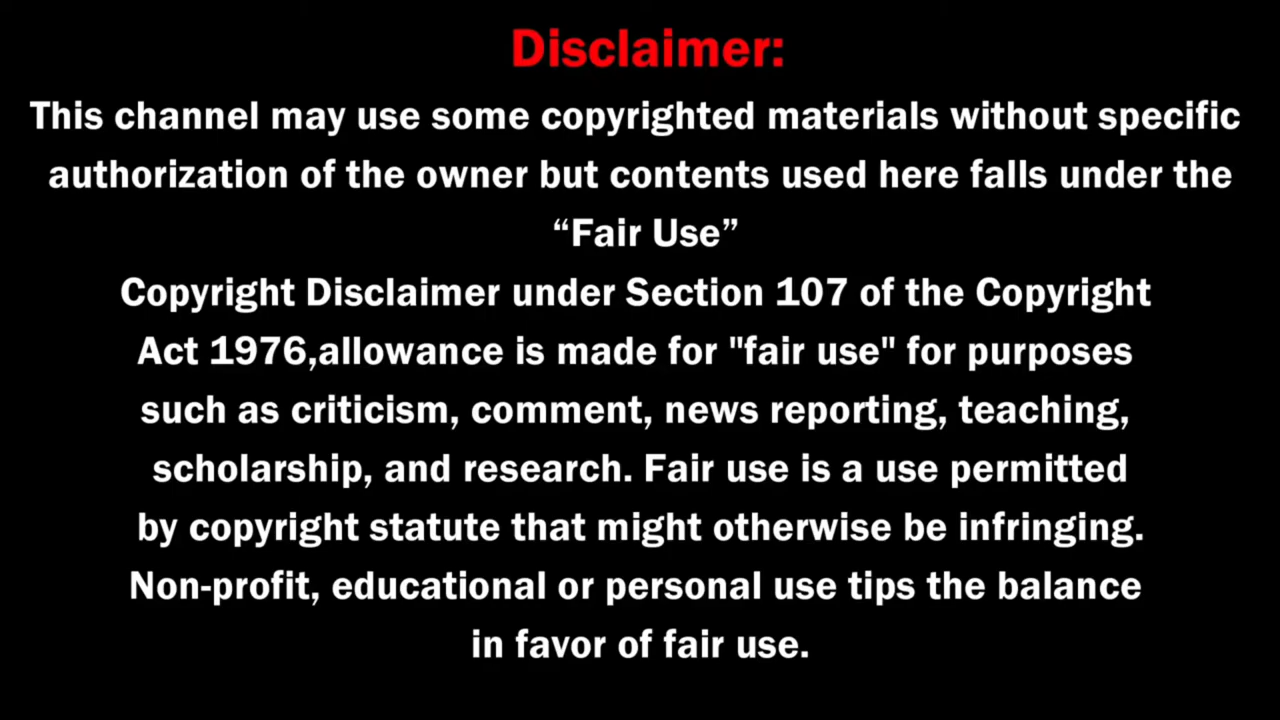 Disclaimer:
This channel may use some copyrighted materials without specific
authorization of the owner but contents used here falls under the
“Fair Use”
Copyright Disclaimer under Section 107 of the Copyright
Act 1976,allowance is made for "fair use" for purposes
such as criticism, comment, news reporting, teaching,
scholarship, and research. Fair use is a use permitted
by copyright statute that might otherwise be infringing.
Non-profit, educational or personal use tips the balance
in favor of fair use.